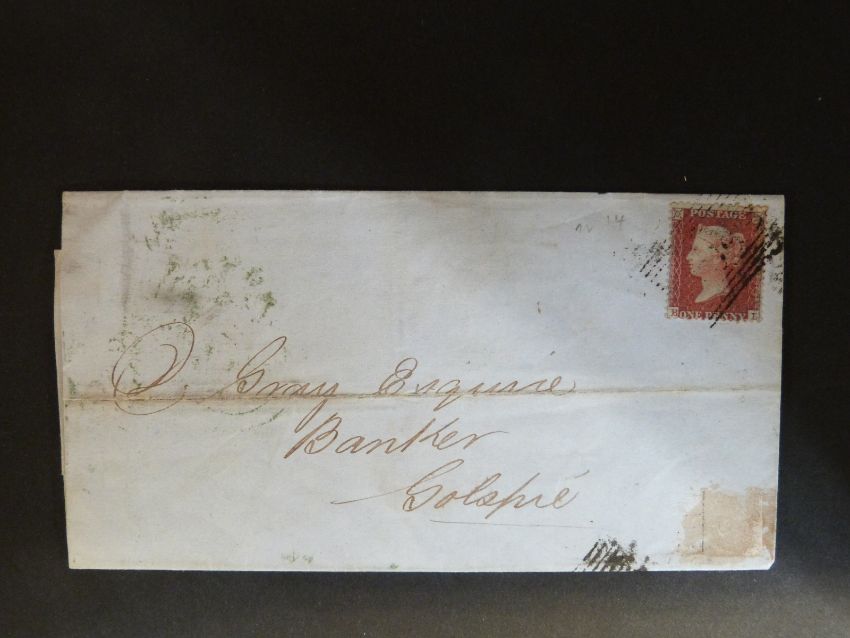 POSTAGE
ONE PENNY
D. Gray Esquire
Banker
Golspie